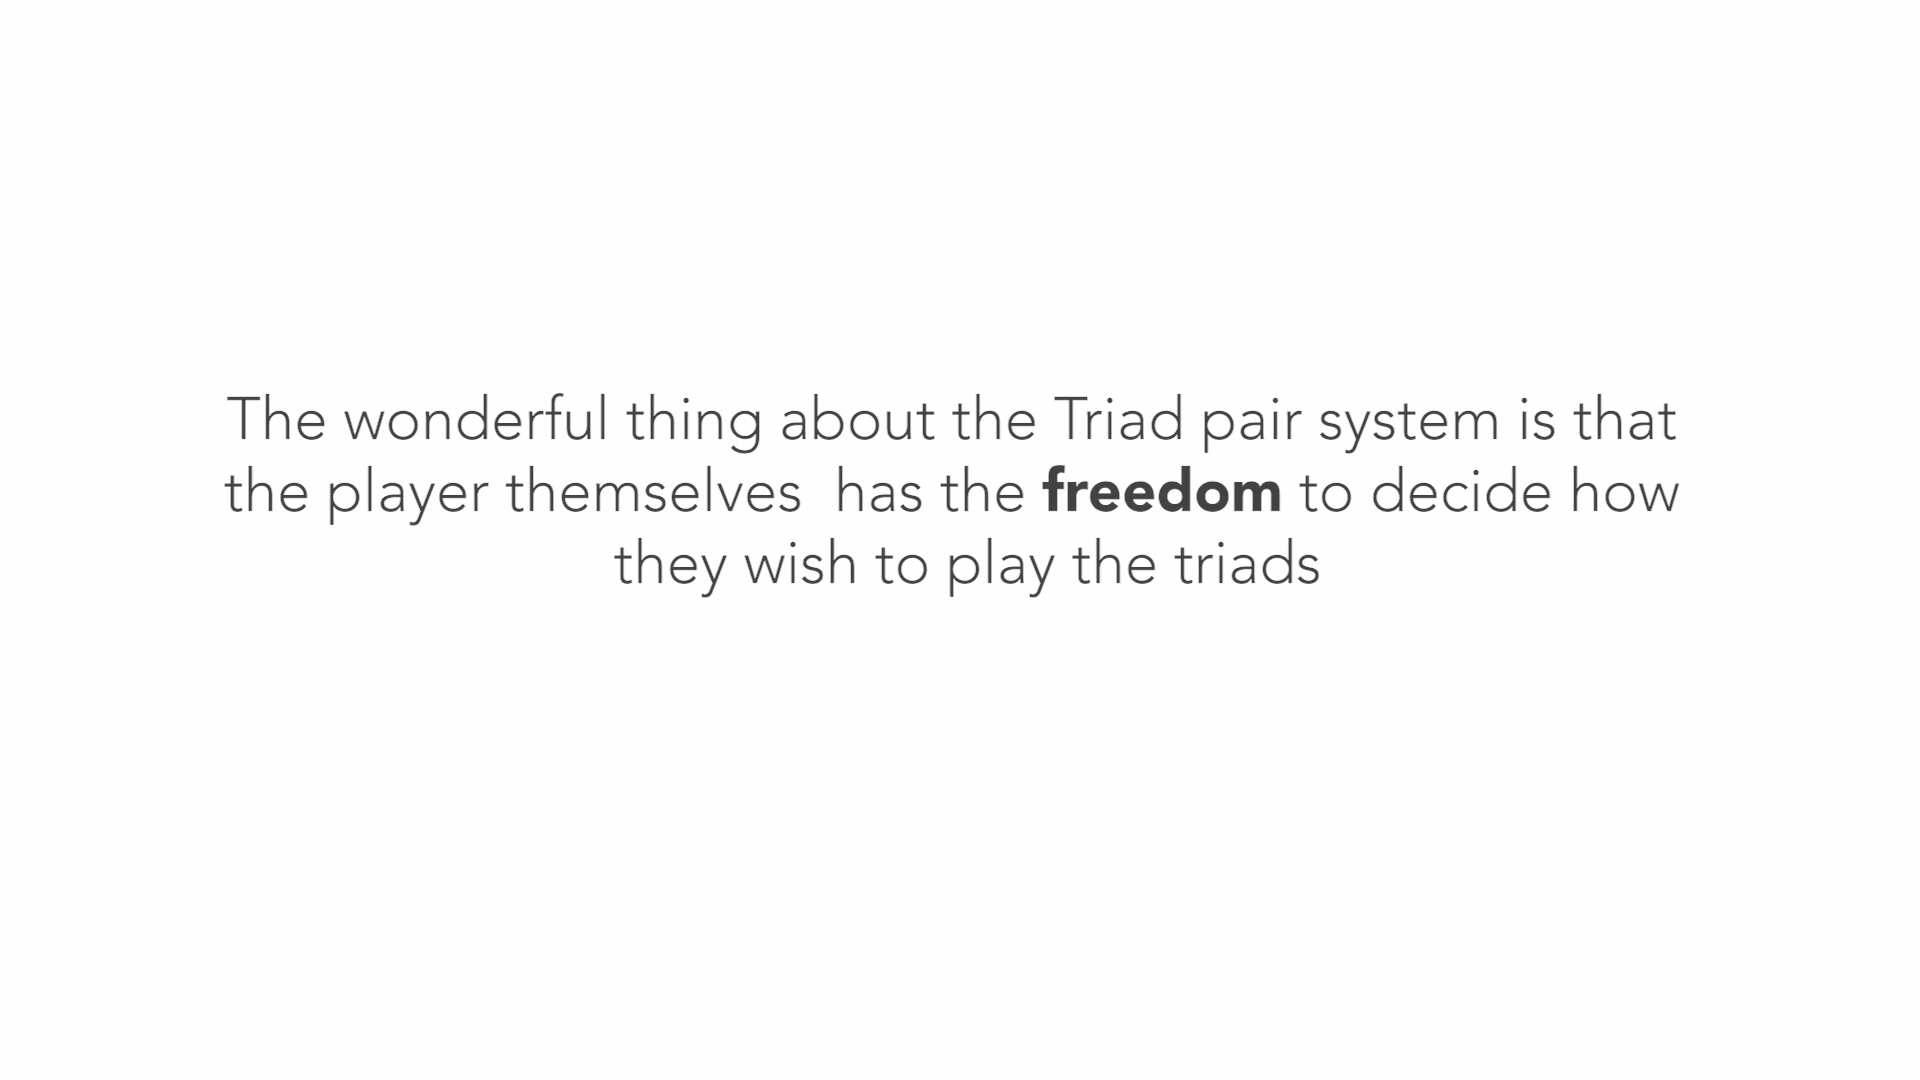 The wonderful thing about the Triad pair system is that
the player themselves  has the freedom to decide how
they wish to play the triads